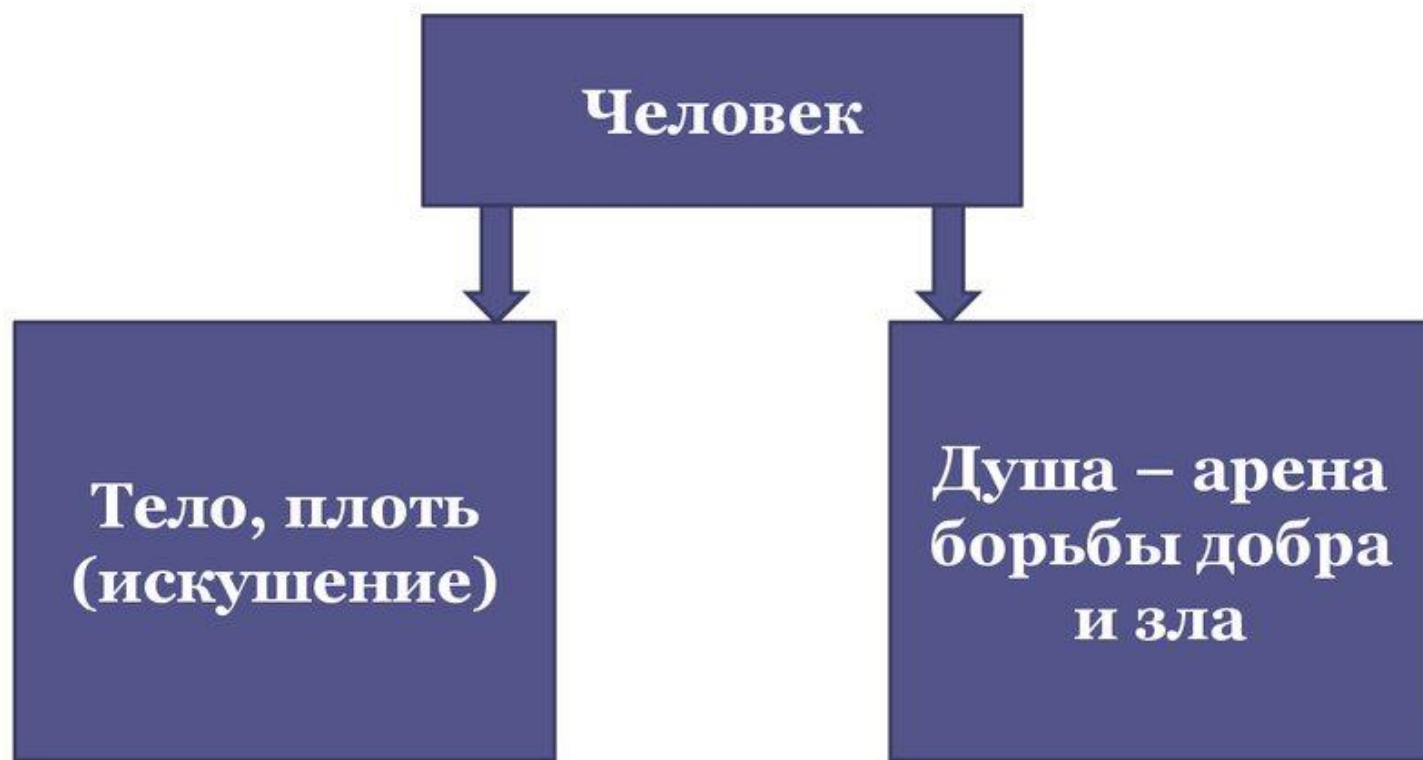 Человек
Тело, плоть
(искушение)
Душа – арена
борьбы добра
и зла